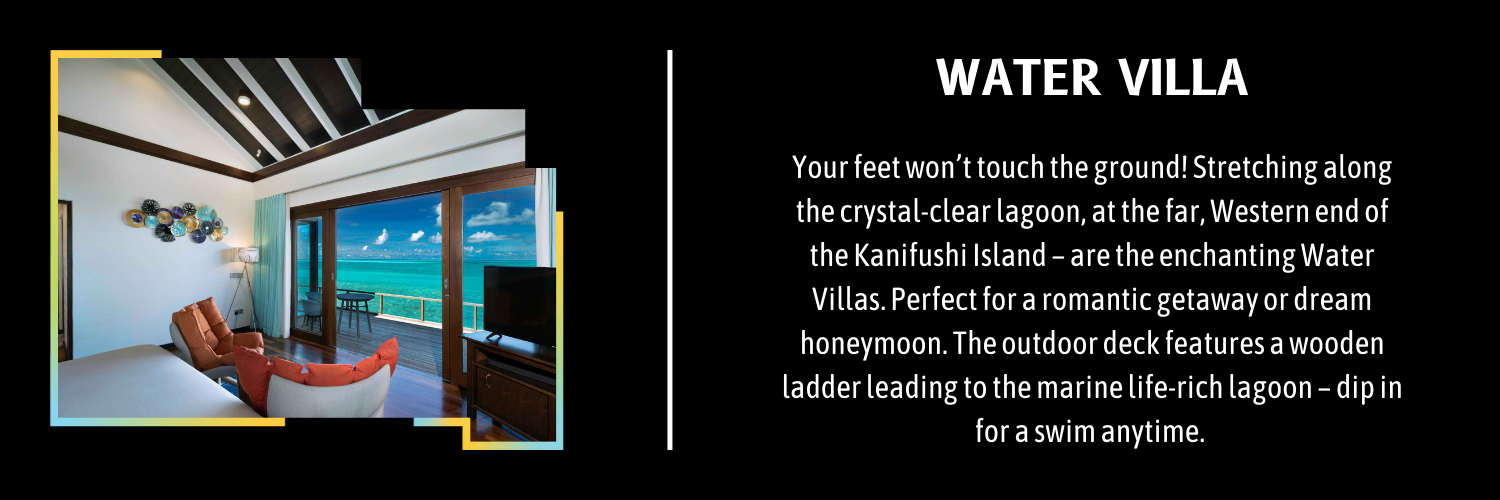 WATER VILLA
Your feet won’t touch the ground! Stretching along
the crystal-clear lagoon, at the far, Western end of
the Kanifushi Island – are the enchanting Water
Villas. Perfect for a romantic getaway or dream
honeymoon. The outdoor deck features a wooden
ladder leading to the marine life-rich lagoon – dip in
for a swim anytime.